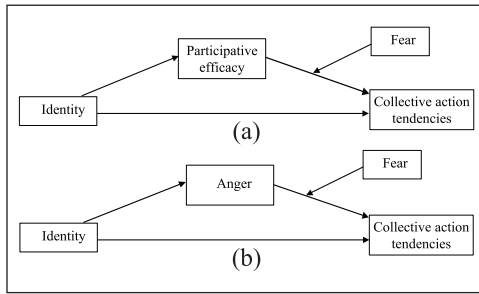 Fear
Participative
efficacy
Identity
Collective action
tendencies
(a)
Fear
Anger
Identity
Collective action
tendencies
(b)